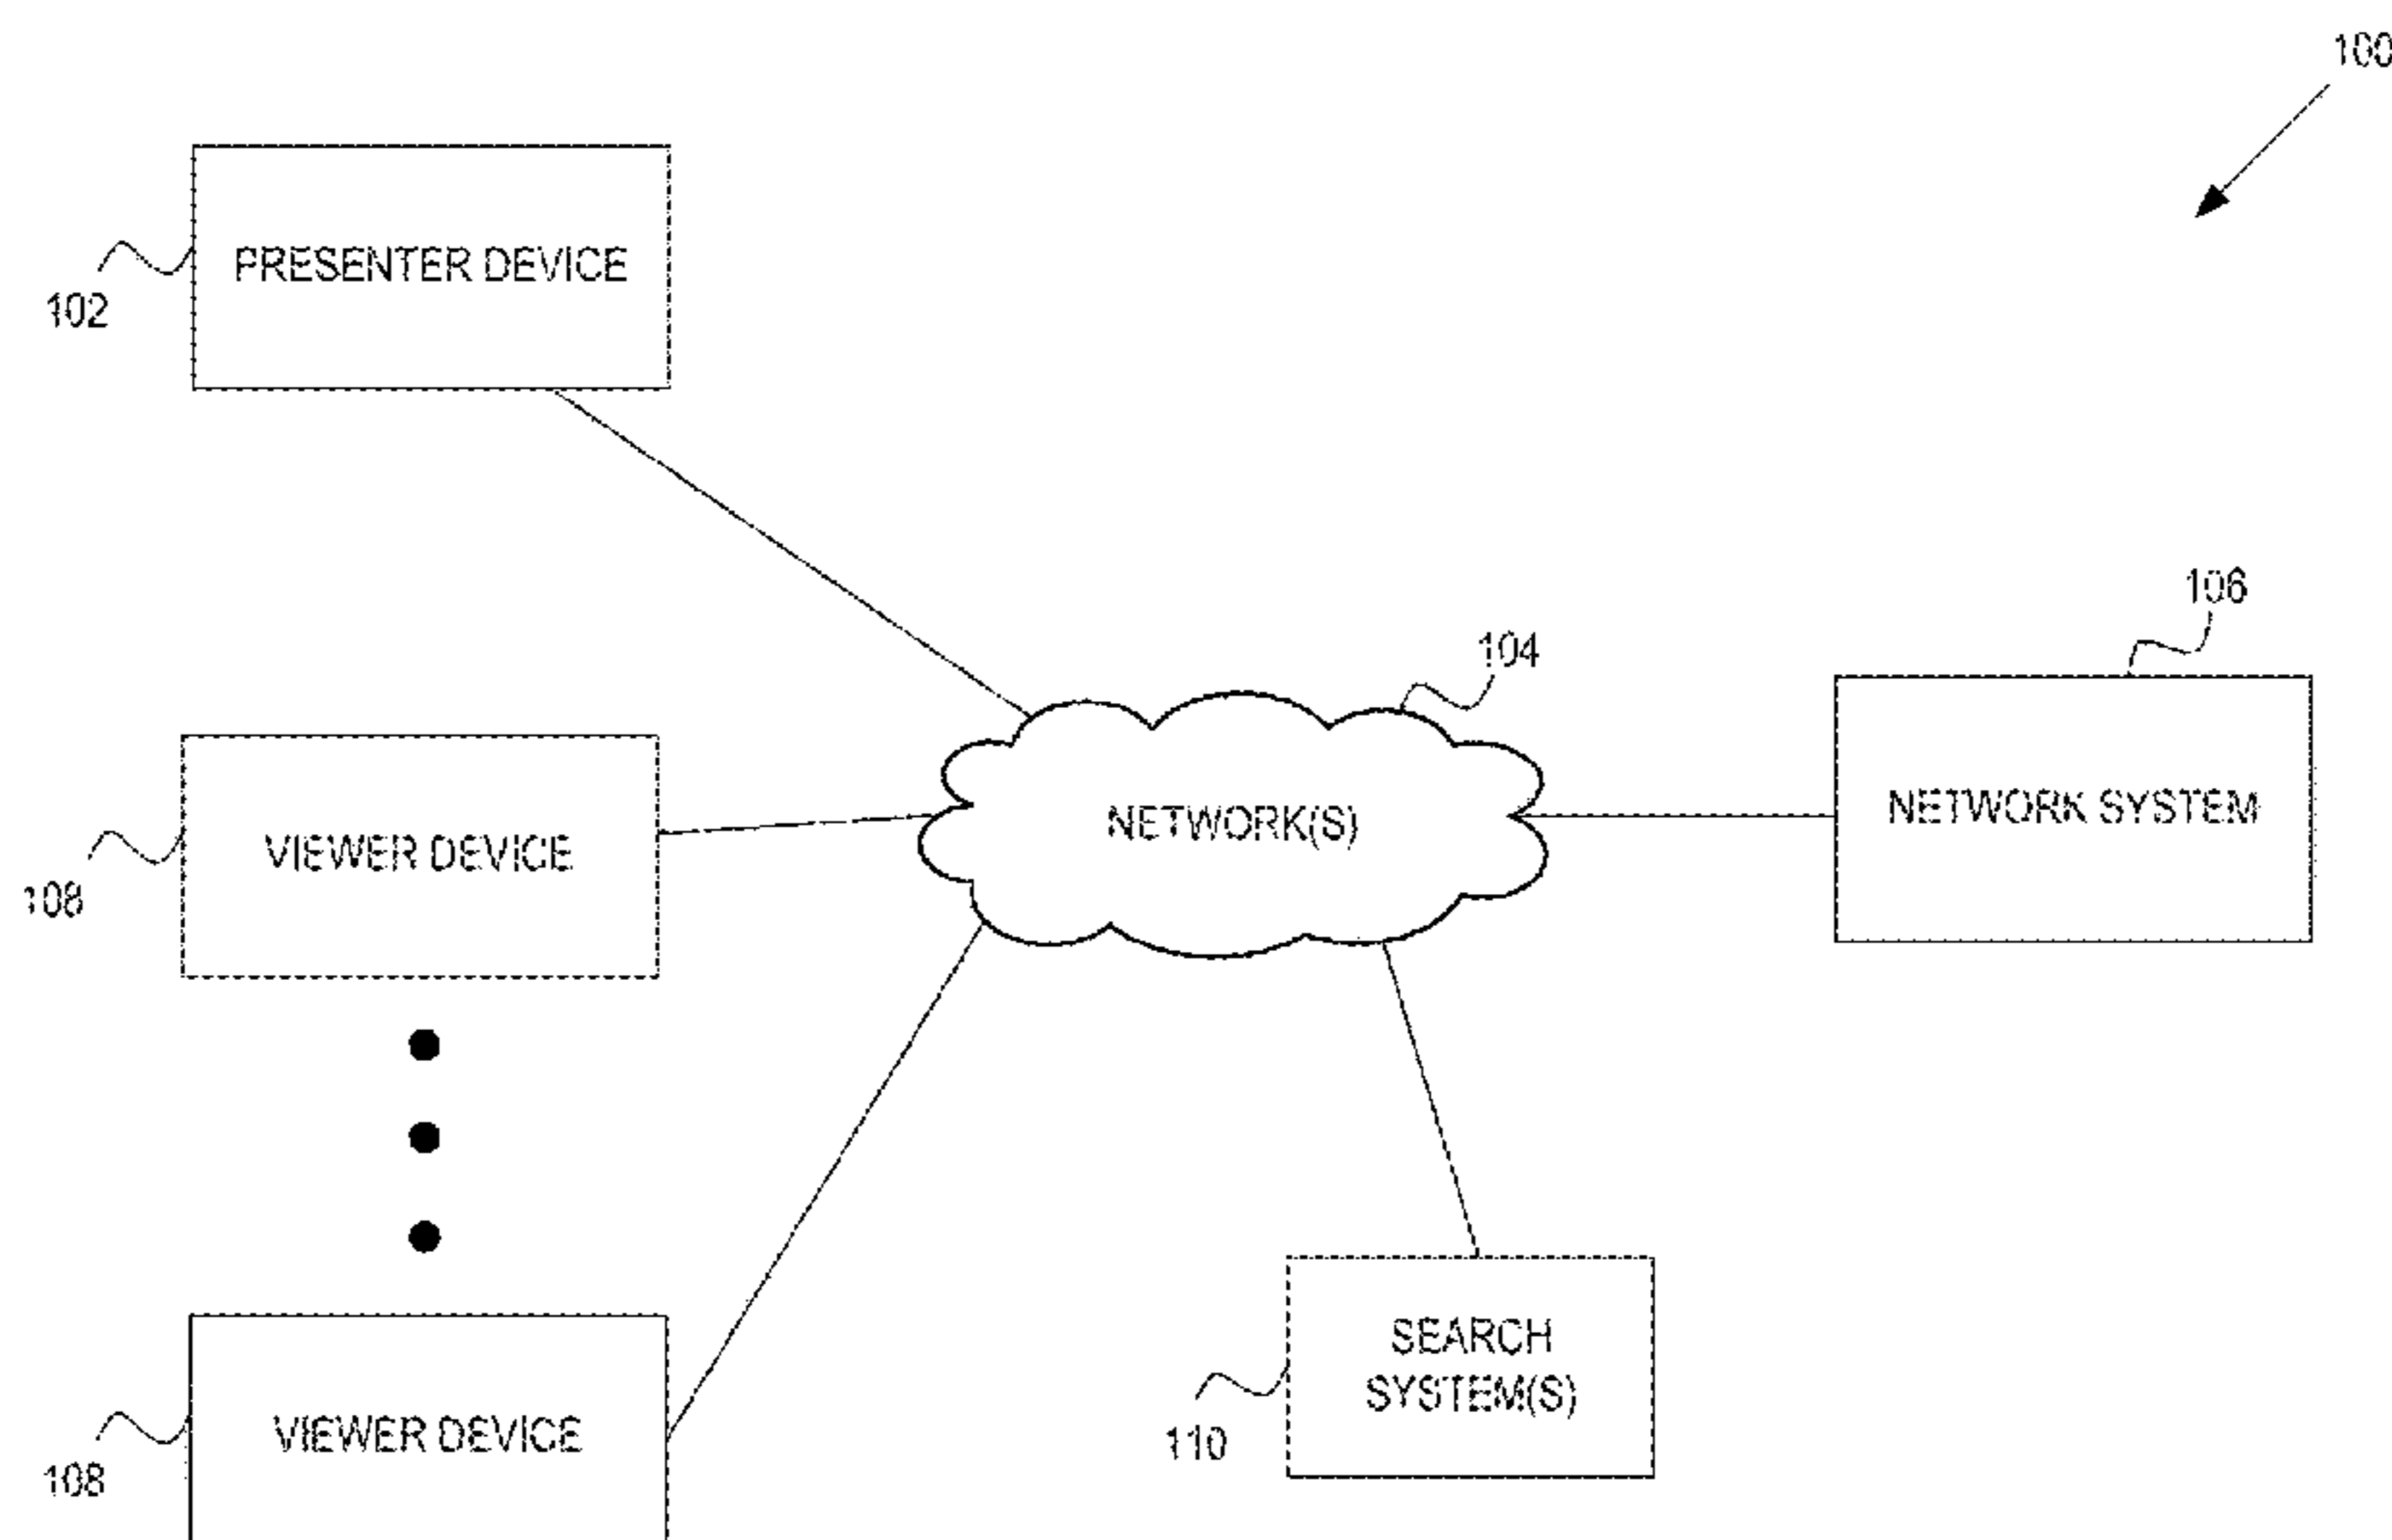 100
PRESENTER DEVICE
102
106
104
NETWORK SYSTEM
NETWORK(S)
VIEWER DEVICE
108
SEARCH
SYSTEM(S)
110
VIEWER DEVICE
108